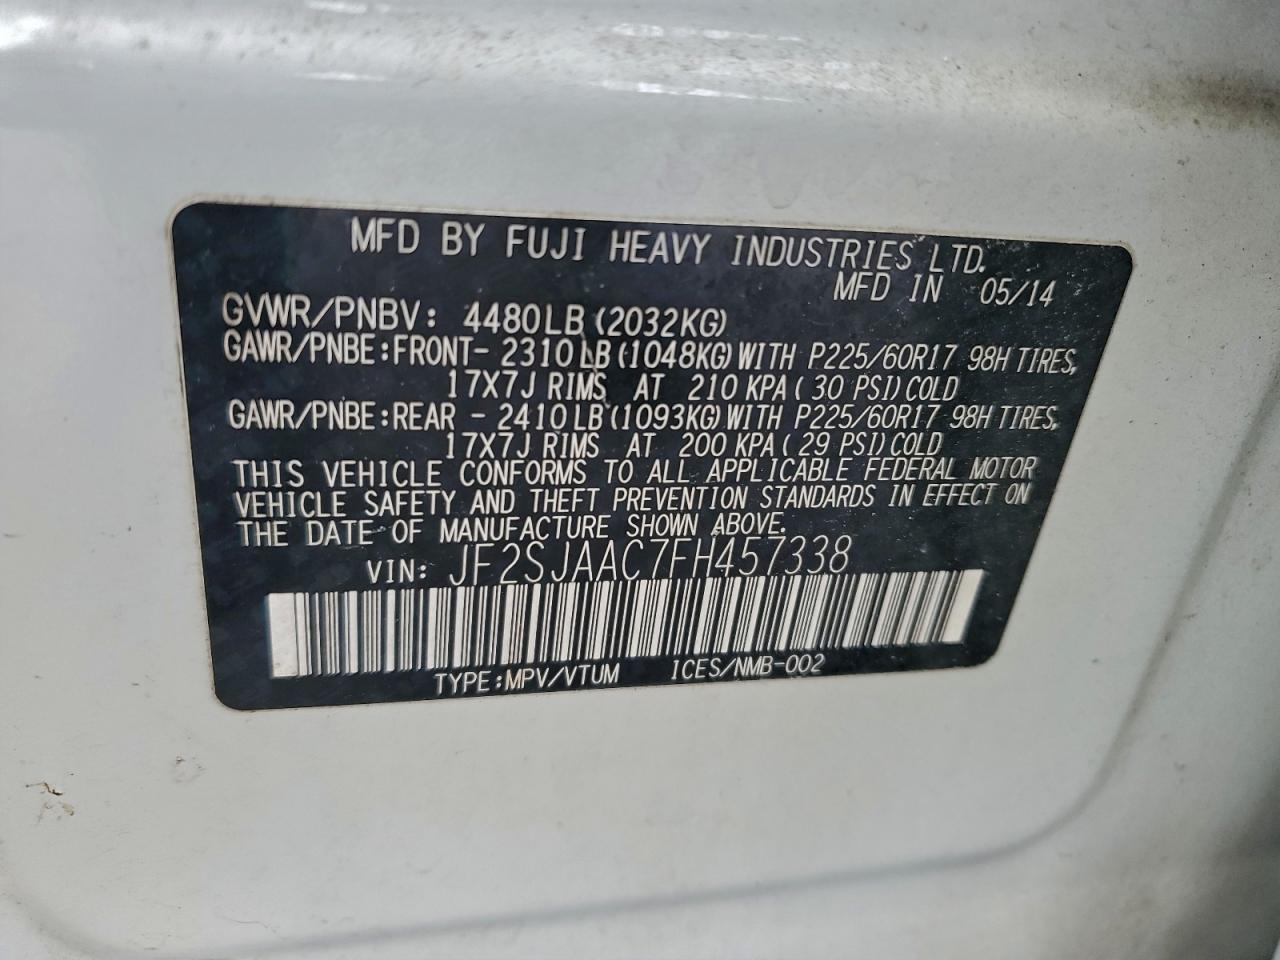 MFD BY FUJI HEAVY INDUSTRIES LTD.
MFD IN 05/14
GVWR/PNBV: 4480LB(2032KG)
GAWR/PNBE:FRONT- 2310LB(1048KG)WITH P225/60R17 98H TIRES,
17X7J RIMS AT 210 KPA( 30 PSI)COLD
GAWR/PNBE:REAR - 2410LB(1093KG)WITH P225/60R17 98H TIRES,
17X7J RIMS AT 200 KPA( 29 PSI)COLD
THIS VEHICLE CONFORMS TO ALL APPLICABLE FEDERAL MOTOR
VEHICLE SAFETY AND THEFT PREVENTION STANDARDS IN EFFECT ON
THE DATE OF MANUFACTURE SHOWN ABOVE.
VIN: JF2SJAAC7FH457338
TYPE:MPV/VTUM ICES/NMB-002